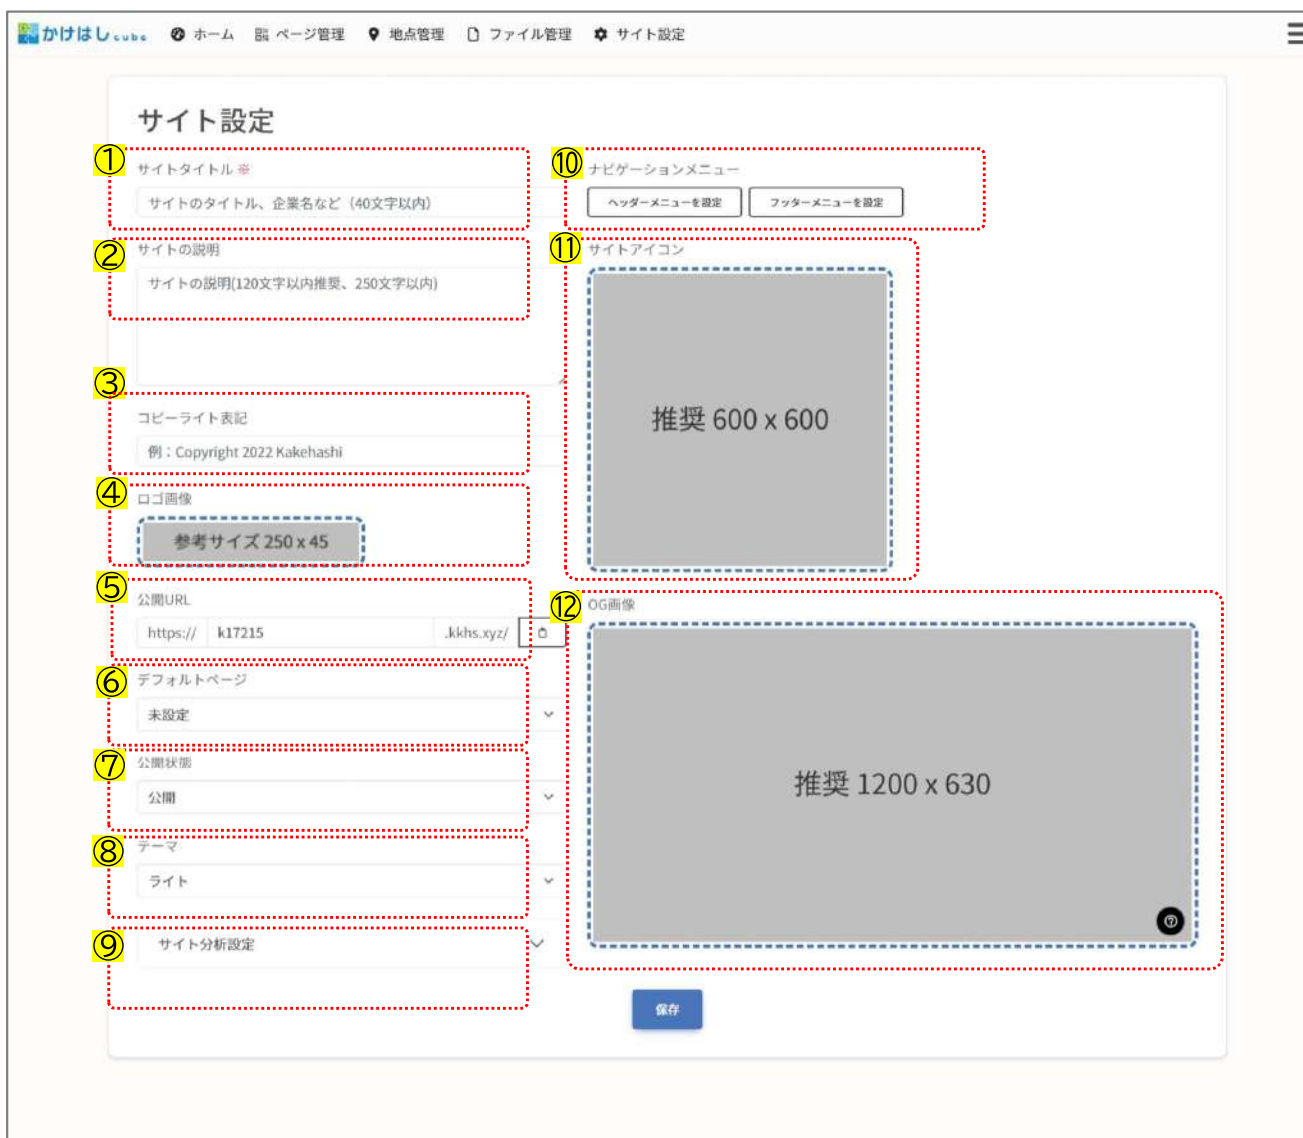 かけはしcube ホーム ページ管理 地点管理 ファイル管理 サイト設定
サイト設定
①
サイトタイトル※
サイトのタイトル、企業名など（40文字以内）
②
サイトの説明
サイトの説明(120文字以内推奨、250文字以内)
③
コピーライト表記
例：Copyright 2022 Kakehashi
④
ロゴ画像
参考サイズ 250 x 45
⑤
公開URL
https:// k17215 .kkhs.xyz/
⑥
デフォルトページ
未設定
⑦
公開状態
公開
⑧
テーマ
ライト
⑨
サイト分析設定
⑩
ナビゲーションメニュー
ヘッダーメニューを設定 フッターメニューを設定
⑪
サイトアイコン
推奨 600 x 600
⑫
OG画像
推奨 1200 x 630
保存